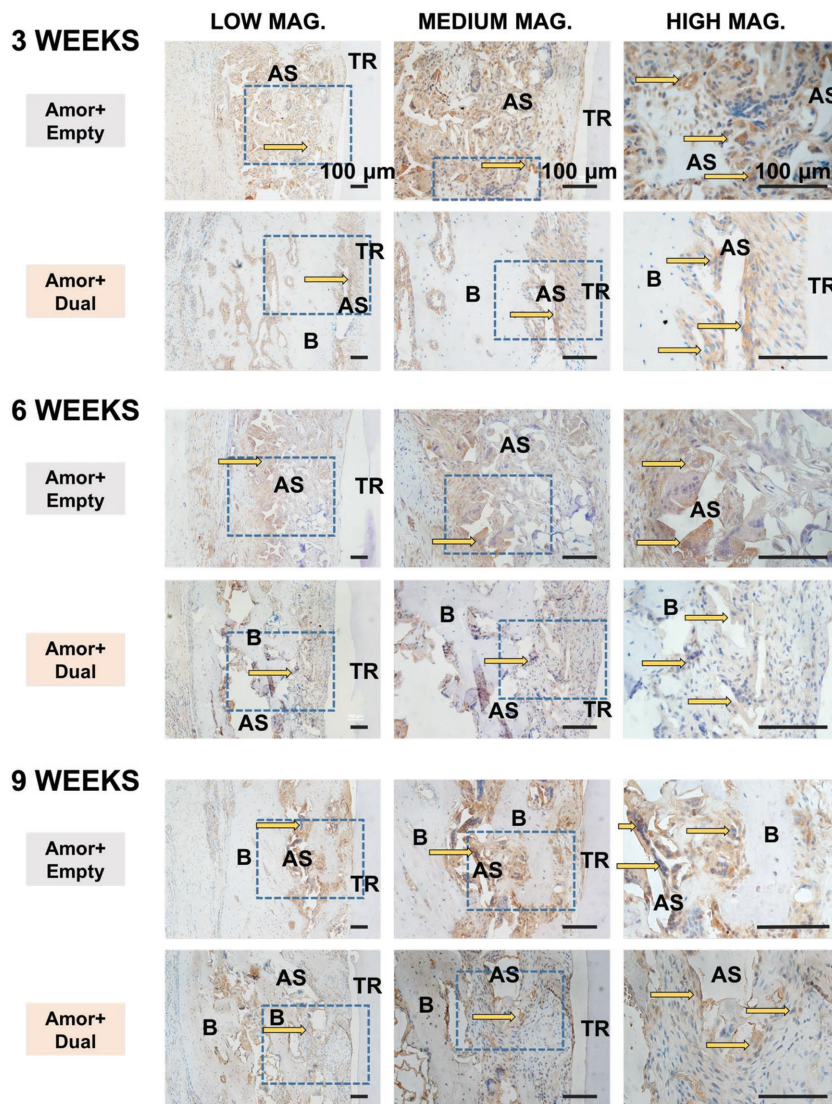 LOW MAG. MEDIUM MAG. HIGH MAG.
3 WEEKS
Amor+
Empty
AS TR
100 µm
AS TR
100 µm
AS
AS 100 µm
Amor+
Dual
TR
AS
B
B AS TR
AS
B TR
6 WEEKS
Amor+
Empty
AS TR
AS
AS
Amor+
Dual
B
TR
AS
B
AS TR
B
9 WEEKS
Amor+
Empty
B AS
TR
B B
AS TR
B
AS
Amor+
Dual
AS TR
B B
AS
B TR
AS